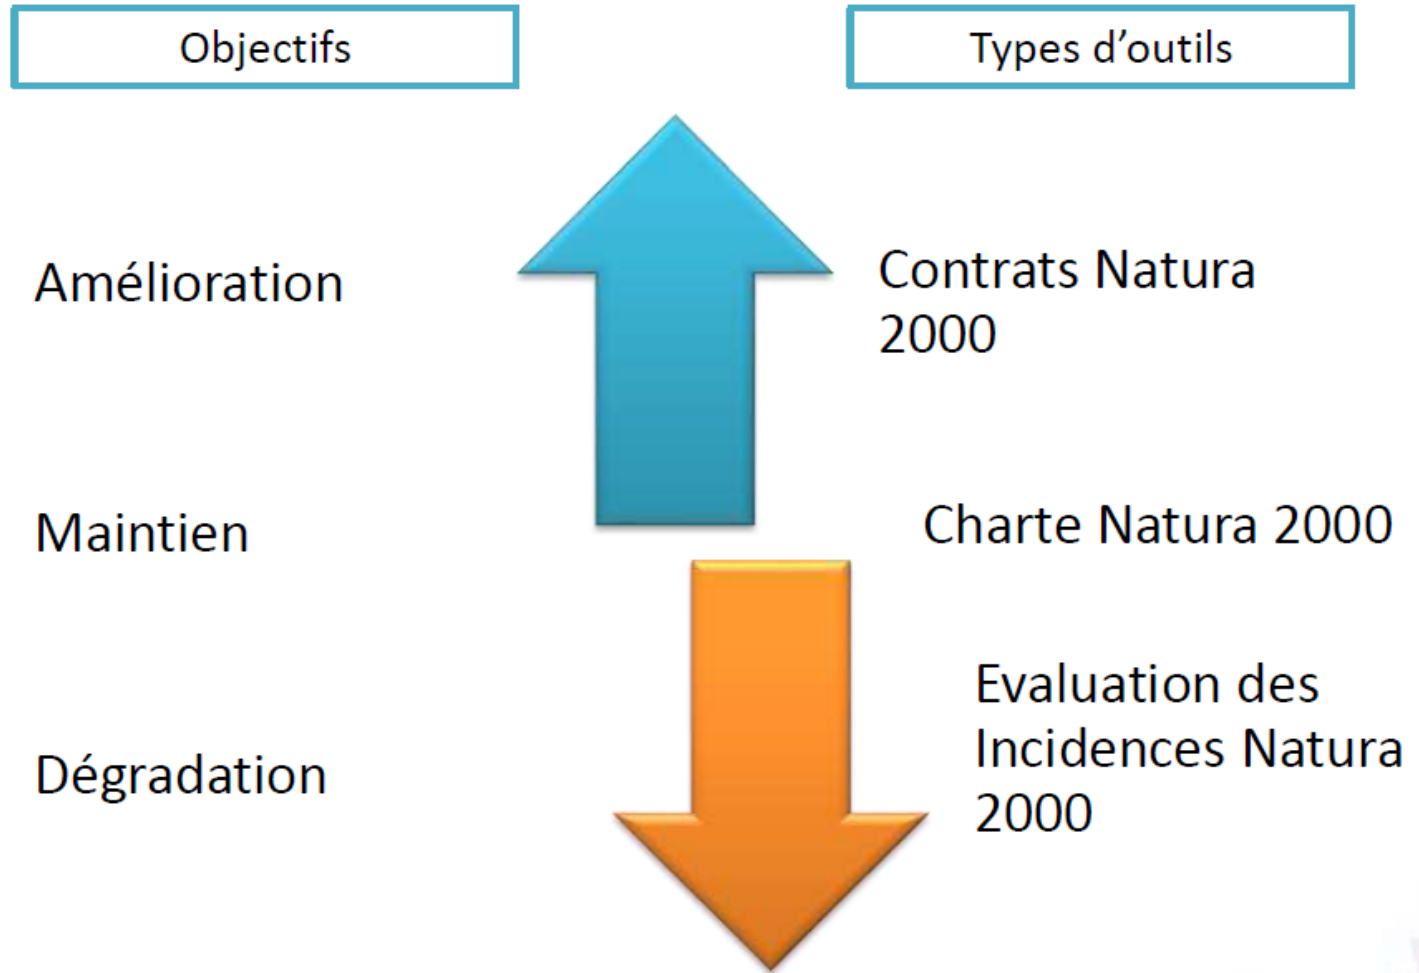 Objectifs
Types d’outils
Amélioration
Contrats Natura
2000
Maintien
Charte Natura 2000
Dégradation
Evaluation des
Incidences Natura
2000